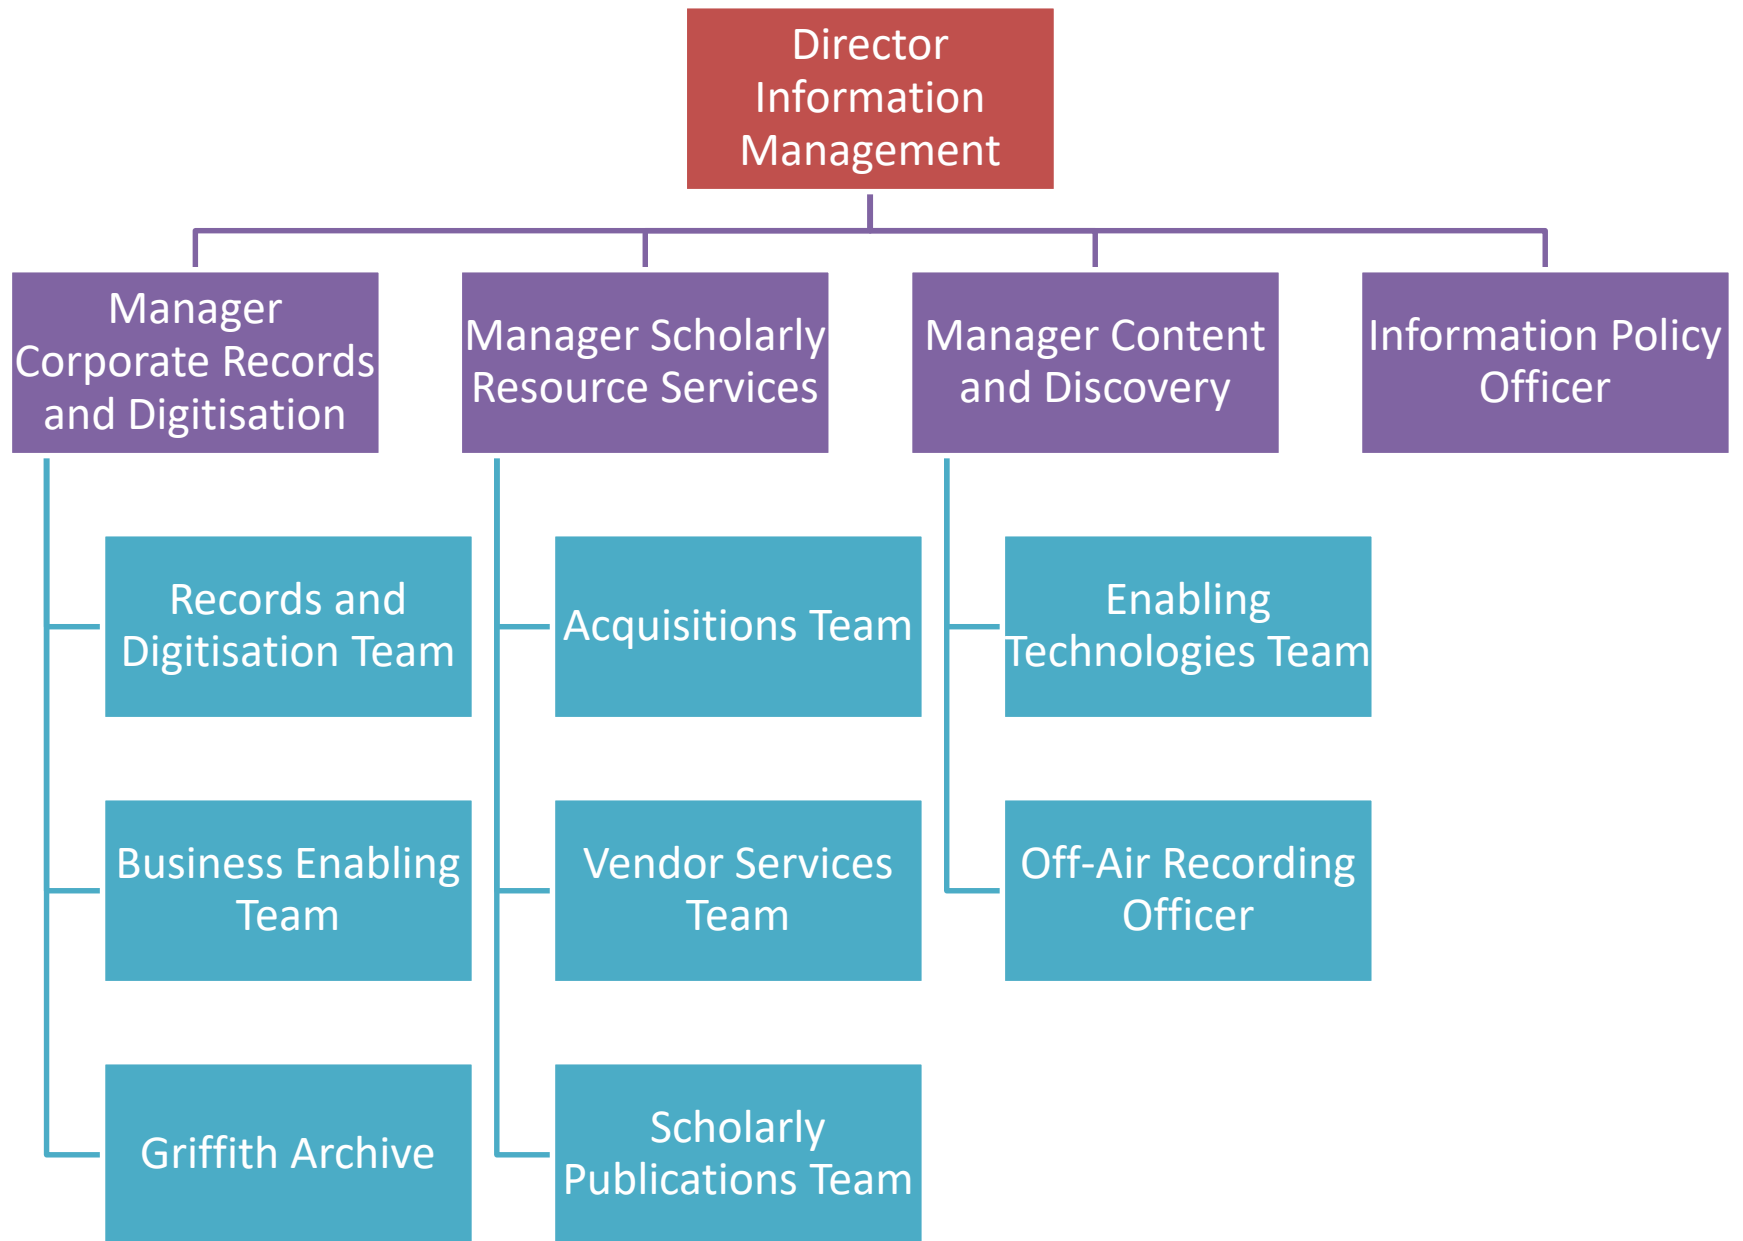 Director
Information
Management
Manager
Corporate Records
and Digitisation
Manager Scholarly
Resource Services
Manager Content
and Discovery
Information Policy
Officer
Records and
Digitisation Team
Acquisitions Team
Enabling
Technologies Team
Business Enabling
Team
Vendor Services
Team
Off-Air Recording
Officer
Griffith Archive
Scholarly
Publications Team